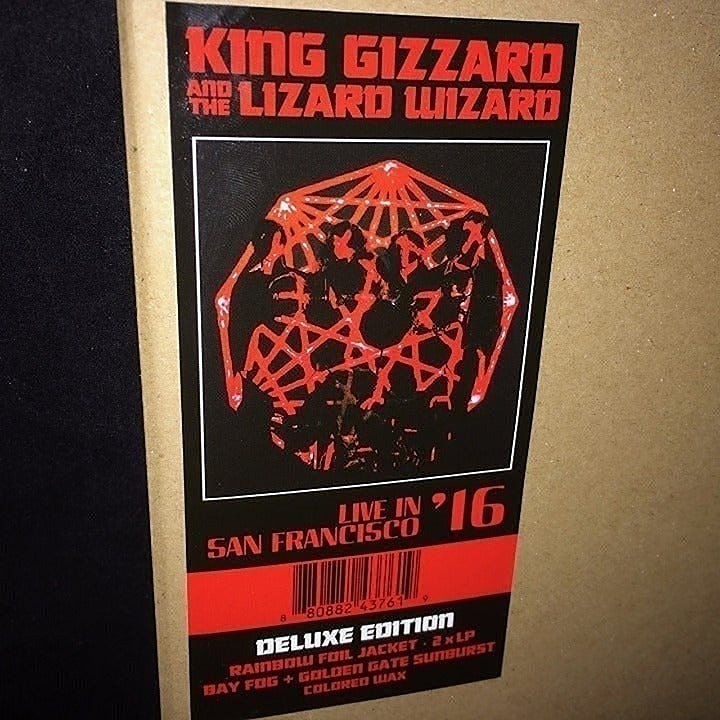 KING GIZZARD
AND THE LIZARD WIZARD
LIVE IN
SAN FRANCISCO '16
8 80882 43761 9
DELUXE EDITION
RAINBOW FOIL JACKET · 2 x LP
BAY FOG + GOLDEN GATE SUNBURST
COLORED WAX